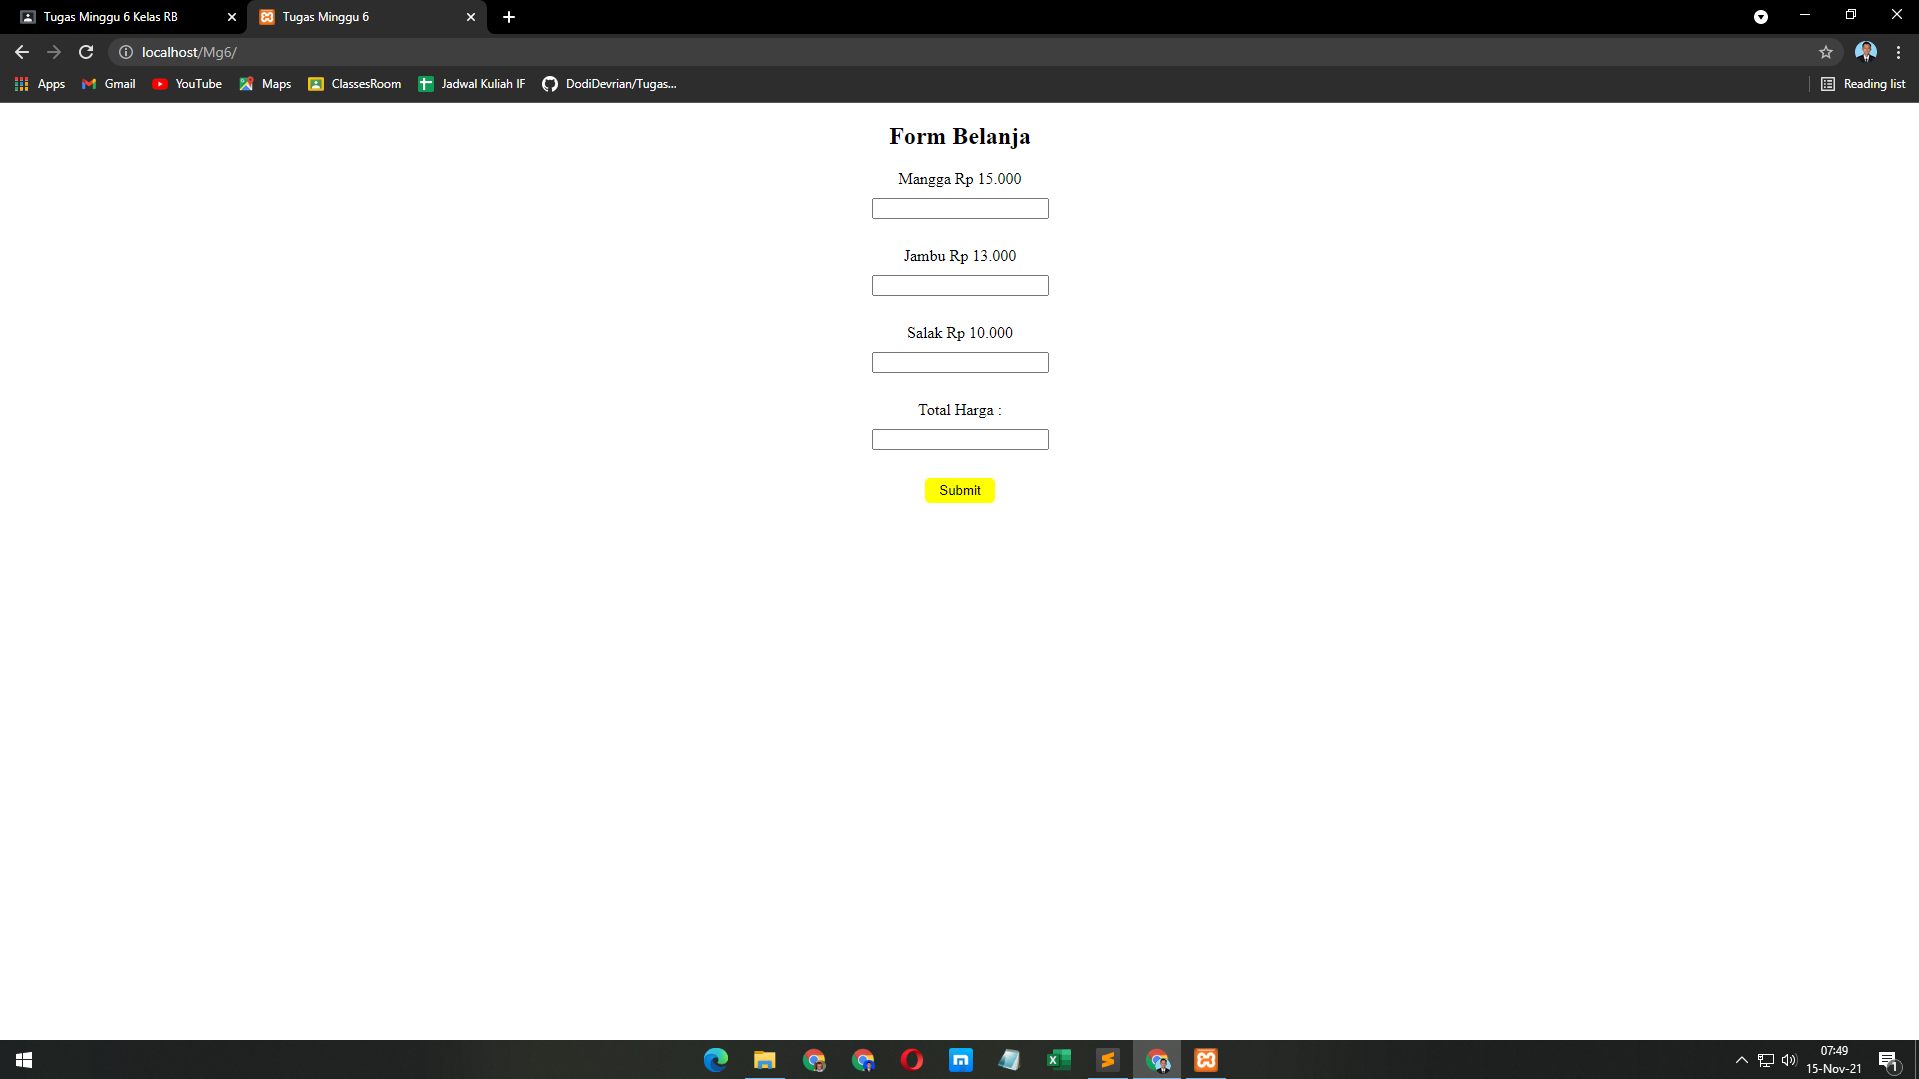 Tugas Minggu 6 Kelas RB
Tugas Minggu 6
localhost/Mg6/
Apps Gmail YouTube Maps ClassesRoom Jadwal Kuliah IF DodiDevrian/Tugas... Reading list
Form Belanja
Mangga Rp 15.000
Jambu Rp 13.000
Salak Rp 10.000
Total Harga :
Submit
07:49
15-Nov-21
1